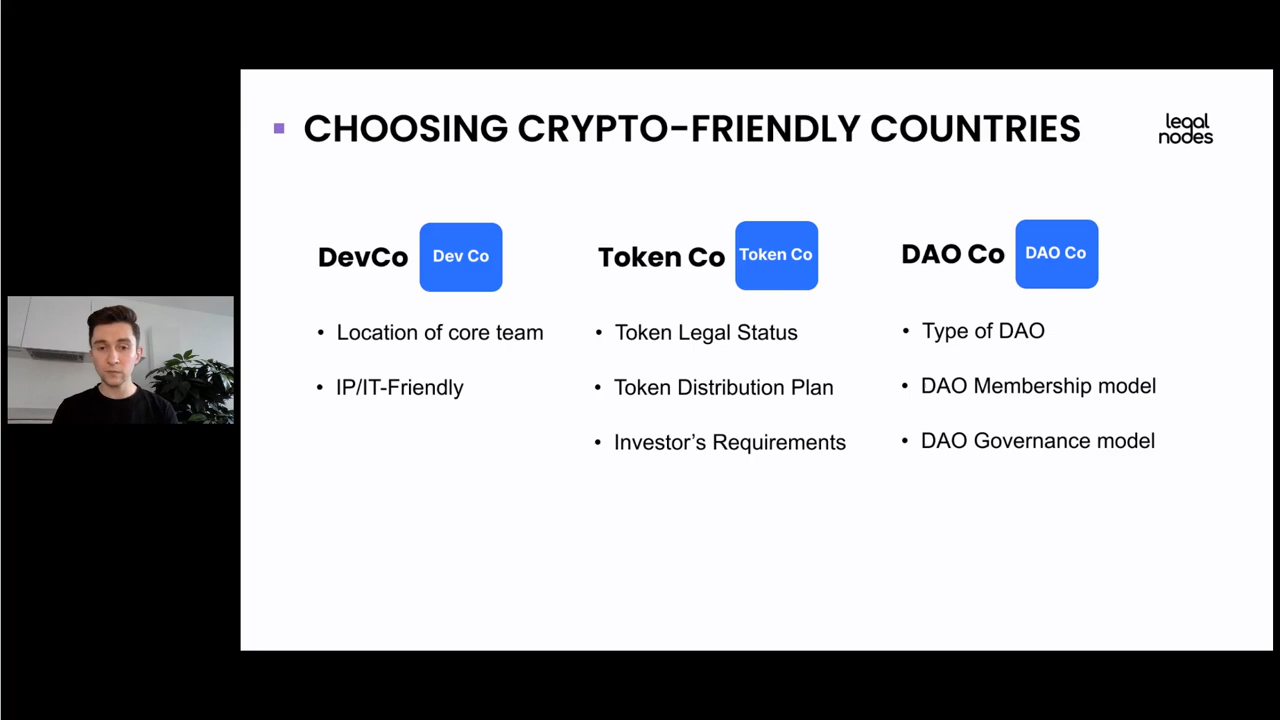 CHOOSING CRYPTO-FRIENDLY COUNTRIES
legal
nodes
DevCo
Dev Co
Token Co
Token Co
DAO Co
DAO Co
• Location of core team
• IP/IT-Friendly
• Token Legal Status
• Token Distribution Plan
• Investor’s Requirements
• Type of DAO
• DAO Membership model
• DAO Governance model